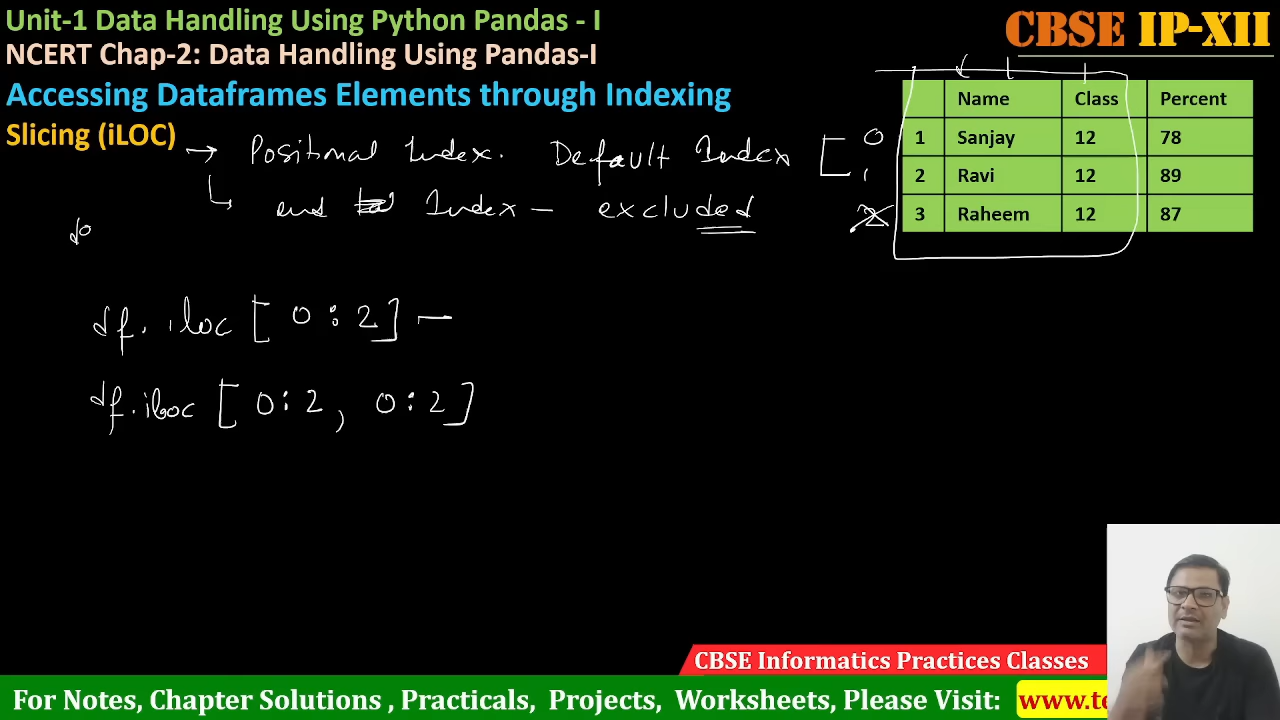 Unit-1 Data Handling Using Python Pandas - I
CBSE IP-XII
NCERT Chap-2: Data Handling Using Pandas-I
Accessing Dataframes Elements through Indexing
Slicing (iLOC)
→ Positional Index. Default Index
end Index – excluded
Name Class Percent
0 1 Sanjay 12 78
1 2 Ravi 12 89
2 3 Raheem 12 87
df.iloc [ 0:2] –
df.iloc [ 0:2, 0:2]
CBSE Informatics Practices Classes
For Notes, Chapter Solutions , Practicals, Projects, Worksheets, Please Visit: